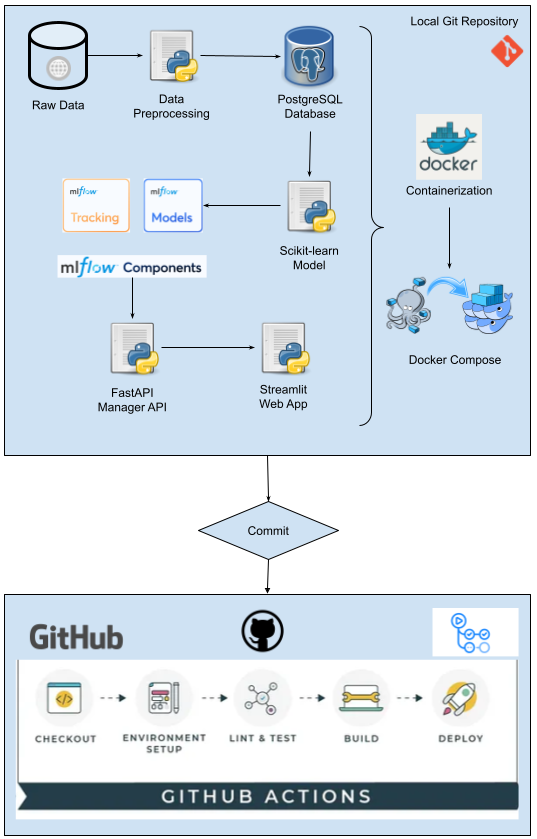 Local Git Repository
Raw Data
Data
Preprocessing
PostgreSQL
Database
docker
Containerization
mlflow
Tracking
mlflow
Models
Scikit-learn
Model
mlflow Components
Docker Compose
FastAPI
Manager API
Streamlit
Web App
Commit
GitHub
CHECKOUT
ENVIRONMENT
SETUP
LINT & TEST
BUILD
DEPLOY
GITHUB ACTIONS